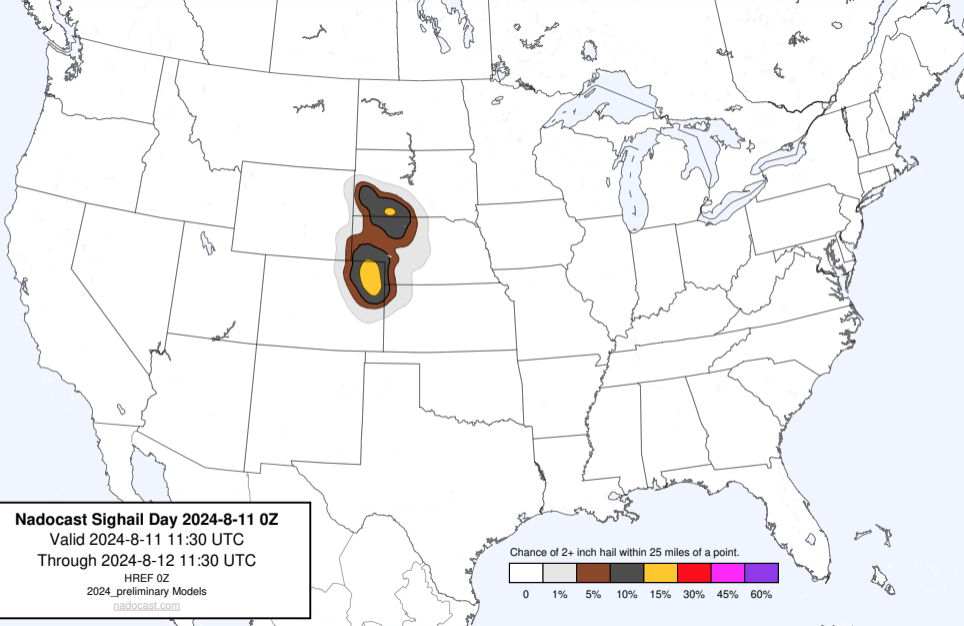 Nadocast Sighail Day 2024-8-11 0Z
Valid 2024-8-11 11:30 UTC
Through 2024-8-12 11:30 UTC
HREF 0Z
2024_preliminary Models
nadocast.com
Chance of 2+ inch hail within 25 miles of a point.
0 1% 5% 10% 15% 30% 45% 60%